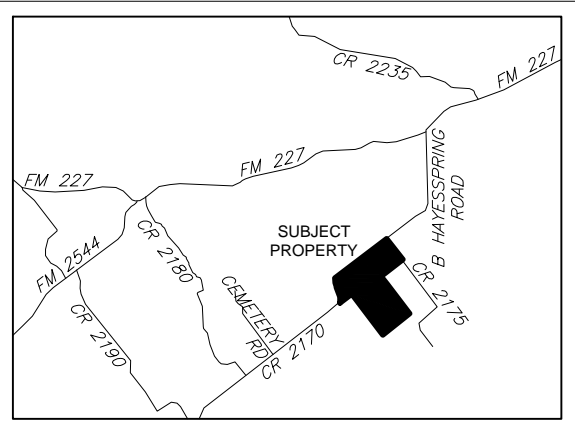 CR 2235
FM 227
FM 227
FM 227
B HAYESSPRING
ROAD
SUBJECT
PROPERTY
CR 2180
FM 2544
CR 2175
CEMETERY
RD
CR 2190
CR 2170